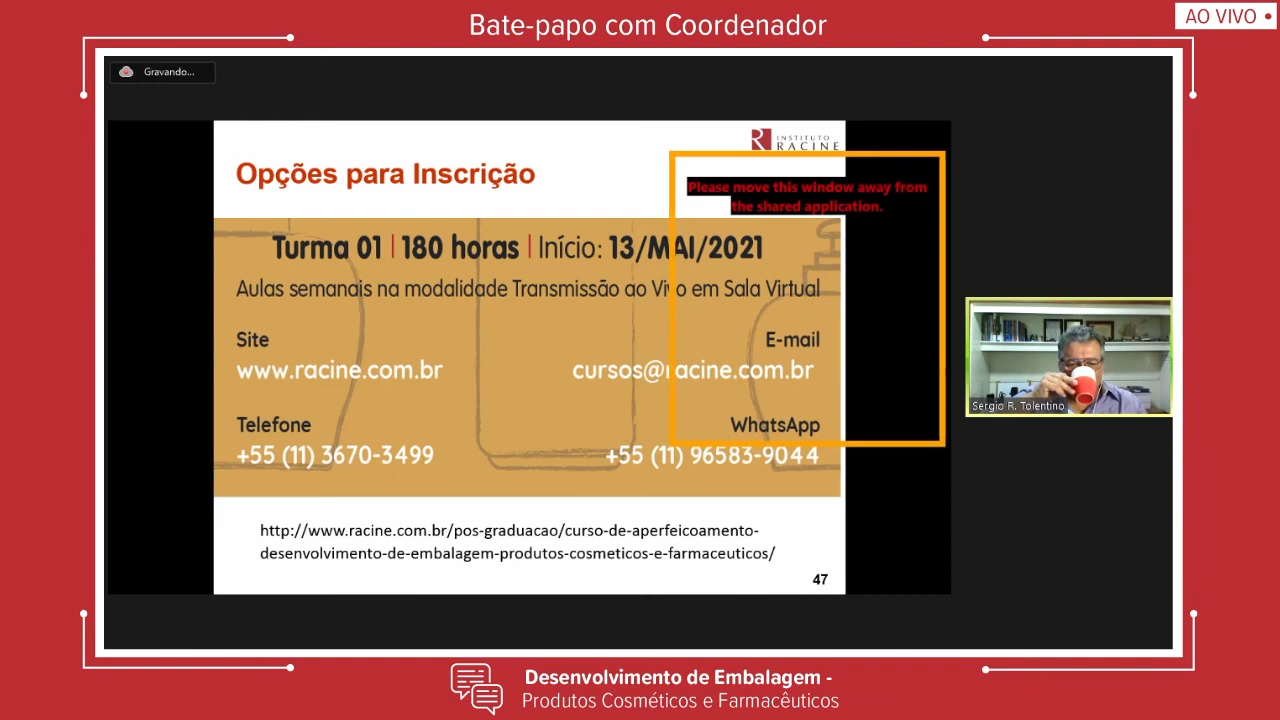 Bate-papo com Coordenador
AO VIVO
Gravando...
INSTITUTO
RACINE
Opções para Inscrição
Please move this window away from
the shared application.
Turma 01 | 180 horas | Início: 13/MAI/2021
Aulas semanais na modalidade Transmissão ao Vivo em Sala Virtual
Site
E-mail
www.racine.com.br
cursos@racine.com.br
Telefone
WhatsApp
+55 (11) 3670-3499
+55 (11) 96583-9044
http://www.racine.com.br/pos-graduacao/curso-de-aperfeicoamento-
desenvolvimento-de-embalagem-produtos-cosmeticos-e-farmaceuticos/
47
Sergio R. Tolentino
Desenvolvimento de Embalagem -
Produtos Cosméticos e Farmacêuticos